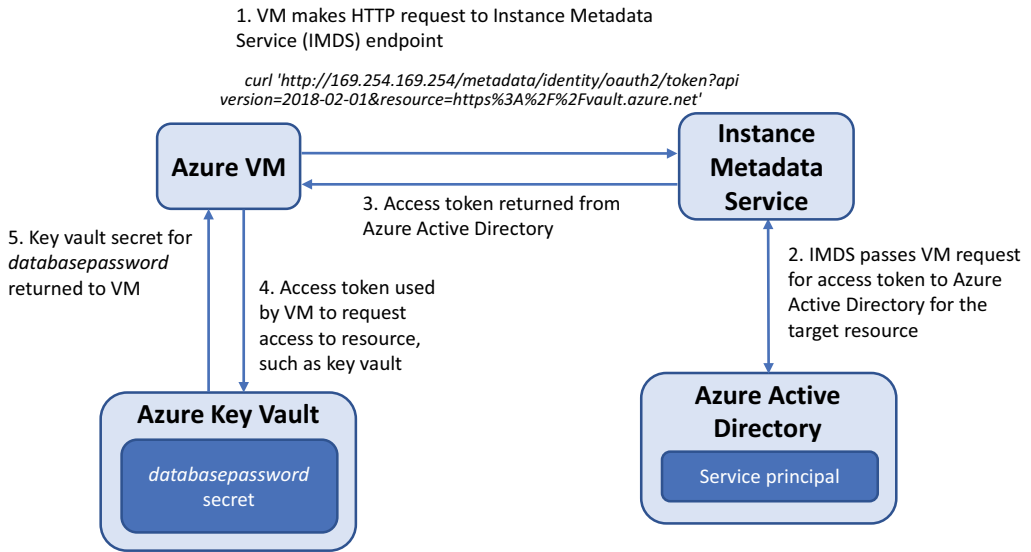 1. VM makes HTTP request to Instance Metadata
Service (IMDS) endpoint
curl 'http://169.254.169.254/metadata/identity/oauth2/token?api
version=2018-02-01&resource=https%3A%2F%2Fvault.azure.net'
Azure VM
Instance
Metadata
Service
3. Access token returned from
Azure Active Directory
5. Key vault secret for
databasepassword
returned to VM
4. Access token used
by VM to request
access to resource,
such as key vault
2. IMDS passes VM request
for access token to Azure
Active Directory for the
target resource
Azure Key Vault
databasepassword
secret
Azure Active
Directory
Service principal